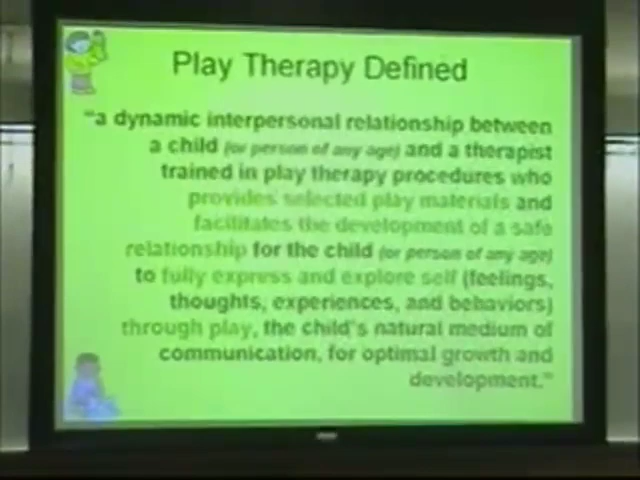 Play Therapy Defined
"a dynamic interpersonal relationship between
a child (or person of any age) and a therapist
trained in play therapy procedures who
provides selected play materials and
facilitates the development of a safe
relationship for the child (or person of any age)
to fully express and explore self (feelings,
thoughts, experiences, and behaviors)
through play, the child's natural medium of
communication, for optimal growth and
development."